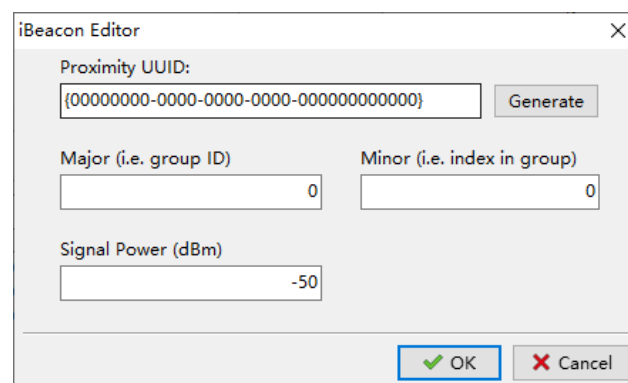 iBeacon Editor
Proximity UUID:
{00000000-0000-0000-0000-000000000000}
Generate
Major (i.e. group ID)
Minor (i.e. index in group)
0
0
Signal Power (dBm)
-50
OK
Cancel